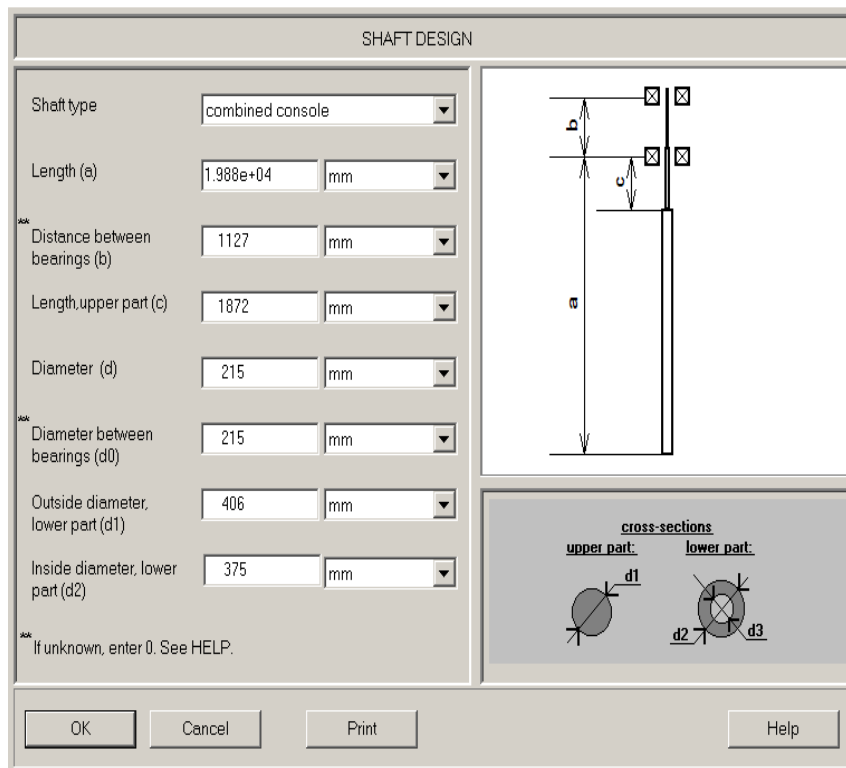 SHAFT DESIGN
Shaft type
combined console
Length (a)
1.988e+04 mm
** Distance between
bearings (b)
1127 mm
Length,upper part (c)
1872 mm
Diameter (d)
215 mm
** Diameter between
bearings (d0)
215 mm
Outside diameter,
lower part (d1)
406 mm
Inside diameter, lower
part (d2)
375 mm
** If unknown, enter 0. See HELP.
b
c
a
cross-sections
upper part: lower part:
d1
d2 d3
OK Cancel Print Help